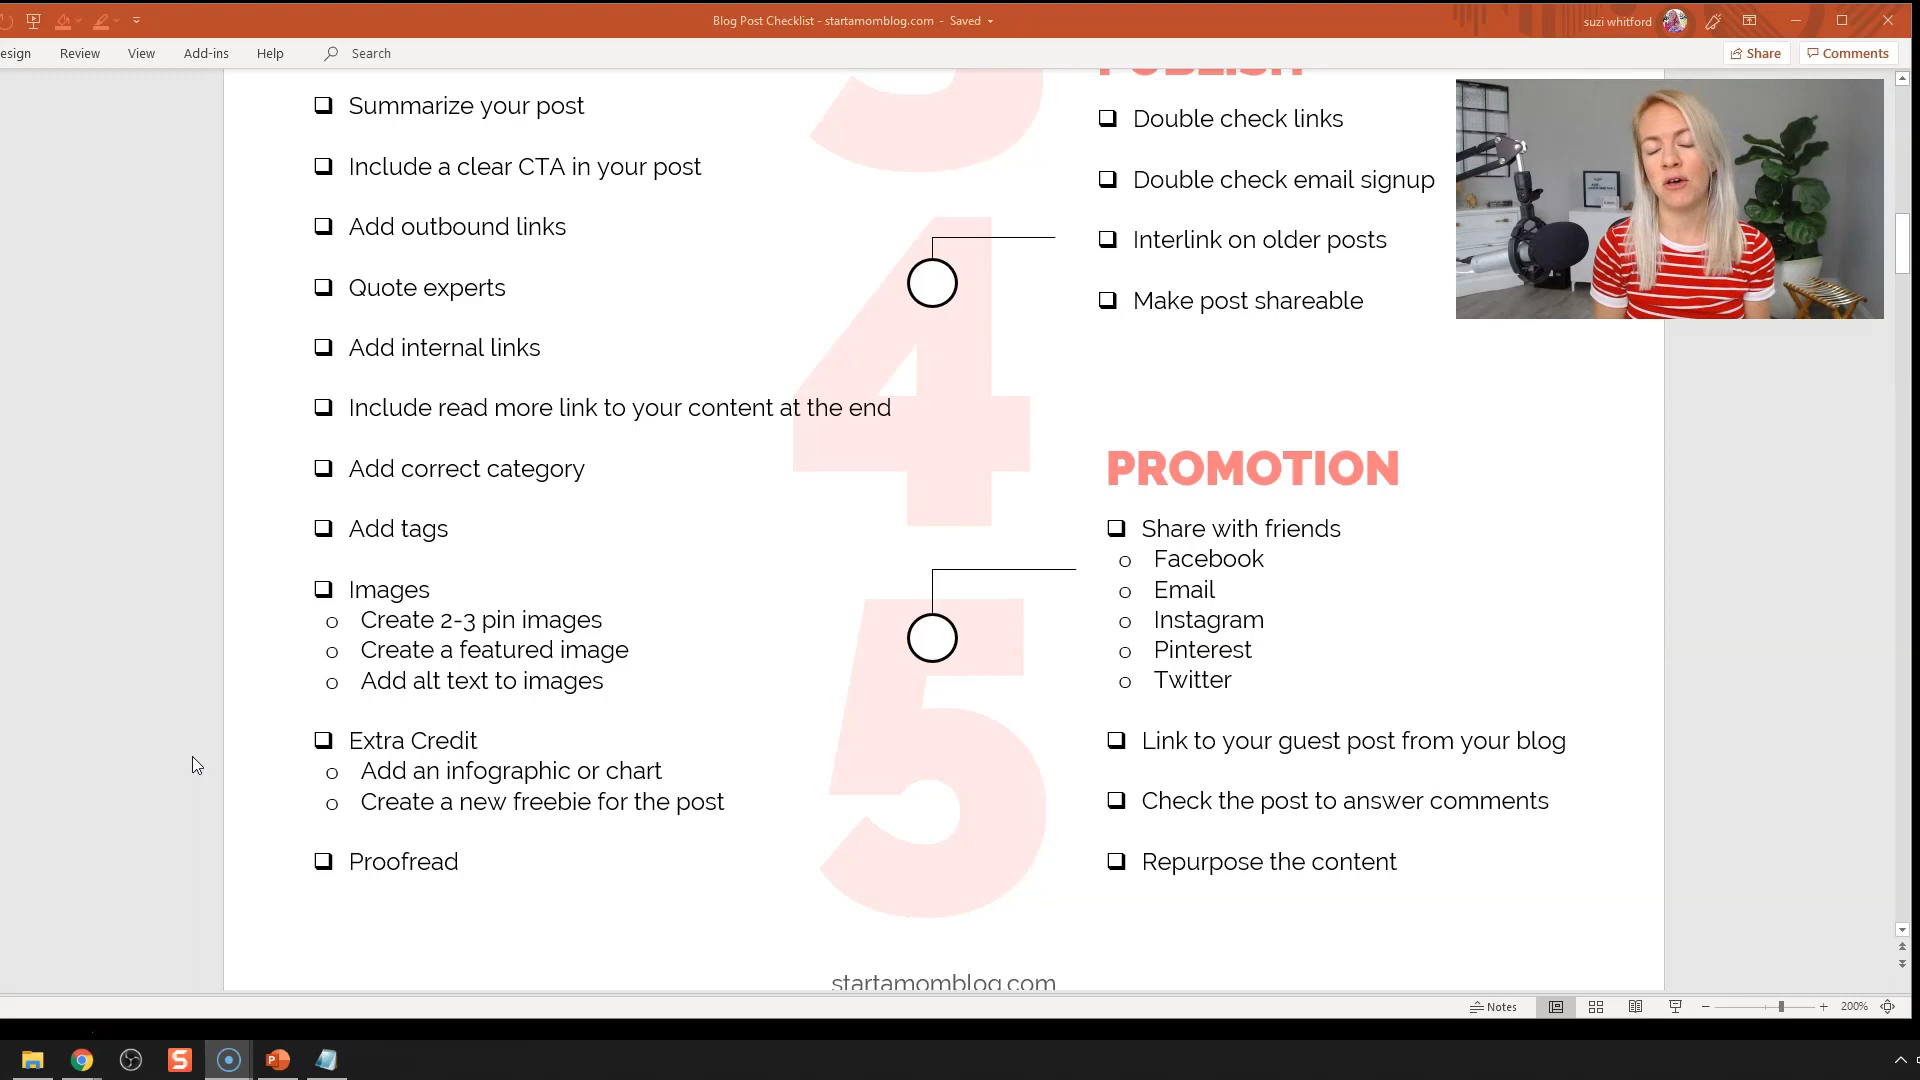 Blog Post Checklist - startamomblog.com - Saved
suzi whitford
esign Review View Add-ins Help Search
Share Comments
Summarize your post
Include a clear CTA in your post
Add outbound links
Quote experts
Add internal links
Include read more link to your content at the end
Add correct category
Add tags
Images
o Create 2-3 pin images
o Create a featured image
o Add alt text to images
Extra Credit
o Add an infographic or chart
o Create a new freebie for the post
Proofread
3
4
5
PUBLISH
Double check links
Double check email signup
Interlink on older posts
Make post shareable
PROMOTION
Share with friends
o Facebook
o Email
o Instagram
o Pinterest
o Twitter
Link to your guest post from your blog
Check the post to answer comments
Repurpose the content
startamomblog.com
Notes
200%